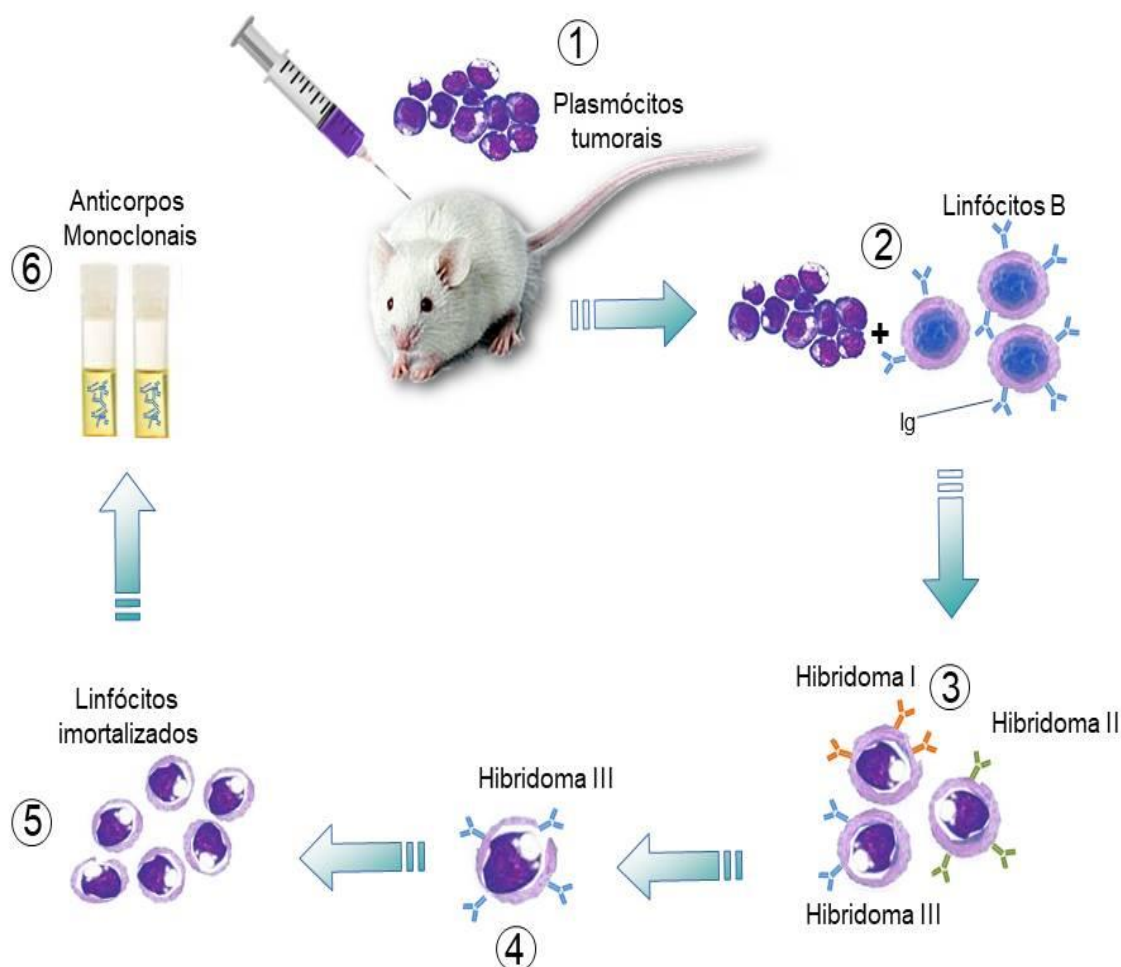 1
Plasmócitos
tumorais
Linfócitos B
2
+
Ig
Hibridoma I
3
Hibridoma II
Hibridoma III
Hibridoma III
4
Linfócitos
imortalizados
5
Anticorpos
Monoclonais
6